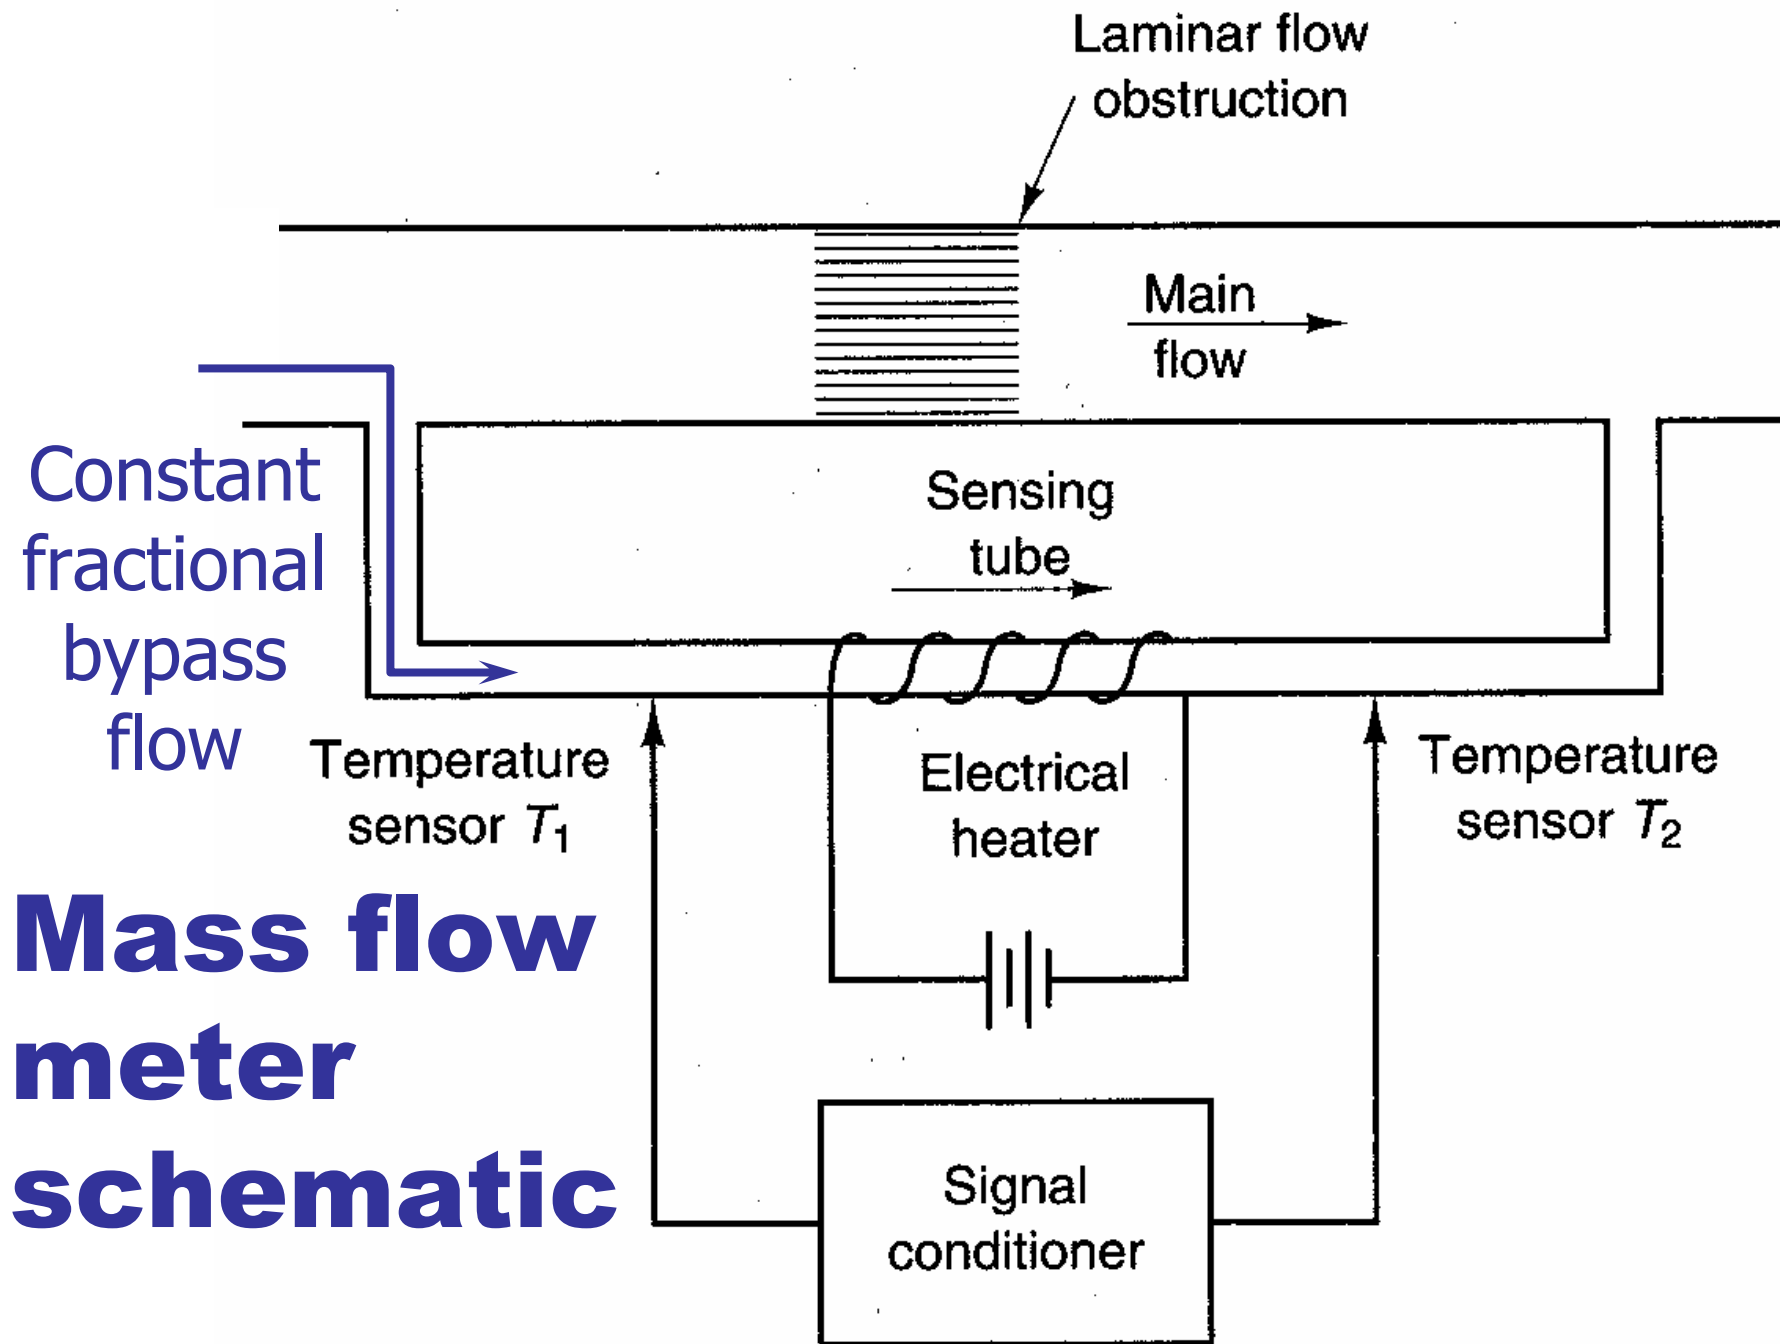 Laminar flow
obstruction
Main
flow
Constant
fractional
bypass
flow
Sensing
tube
Temperature
sensor T1
Electrical
heater
Temperature
sensor T2
Mass flow
meter
schematic
Signal
conditioner